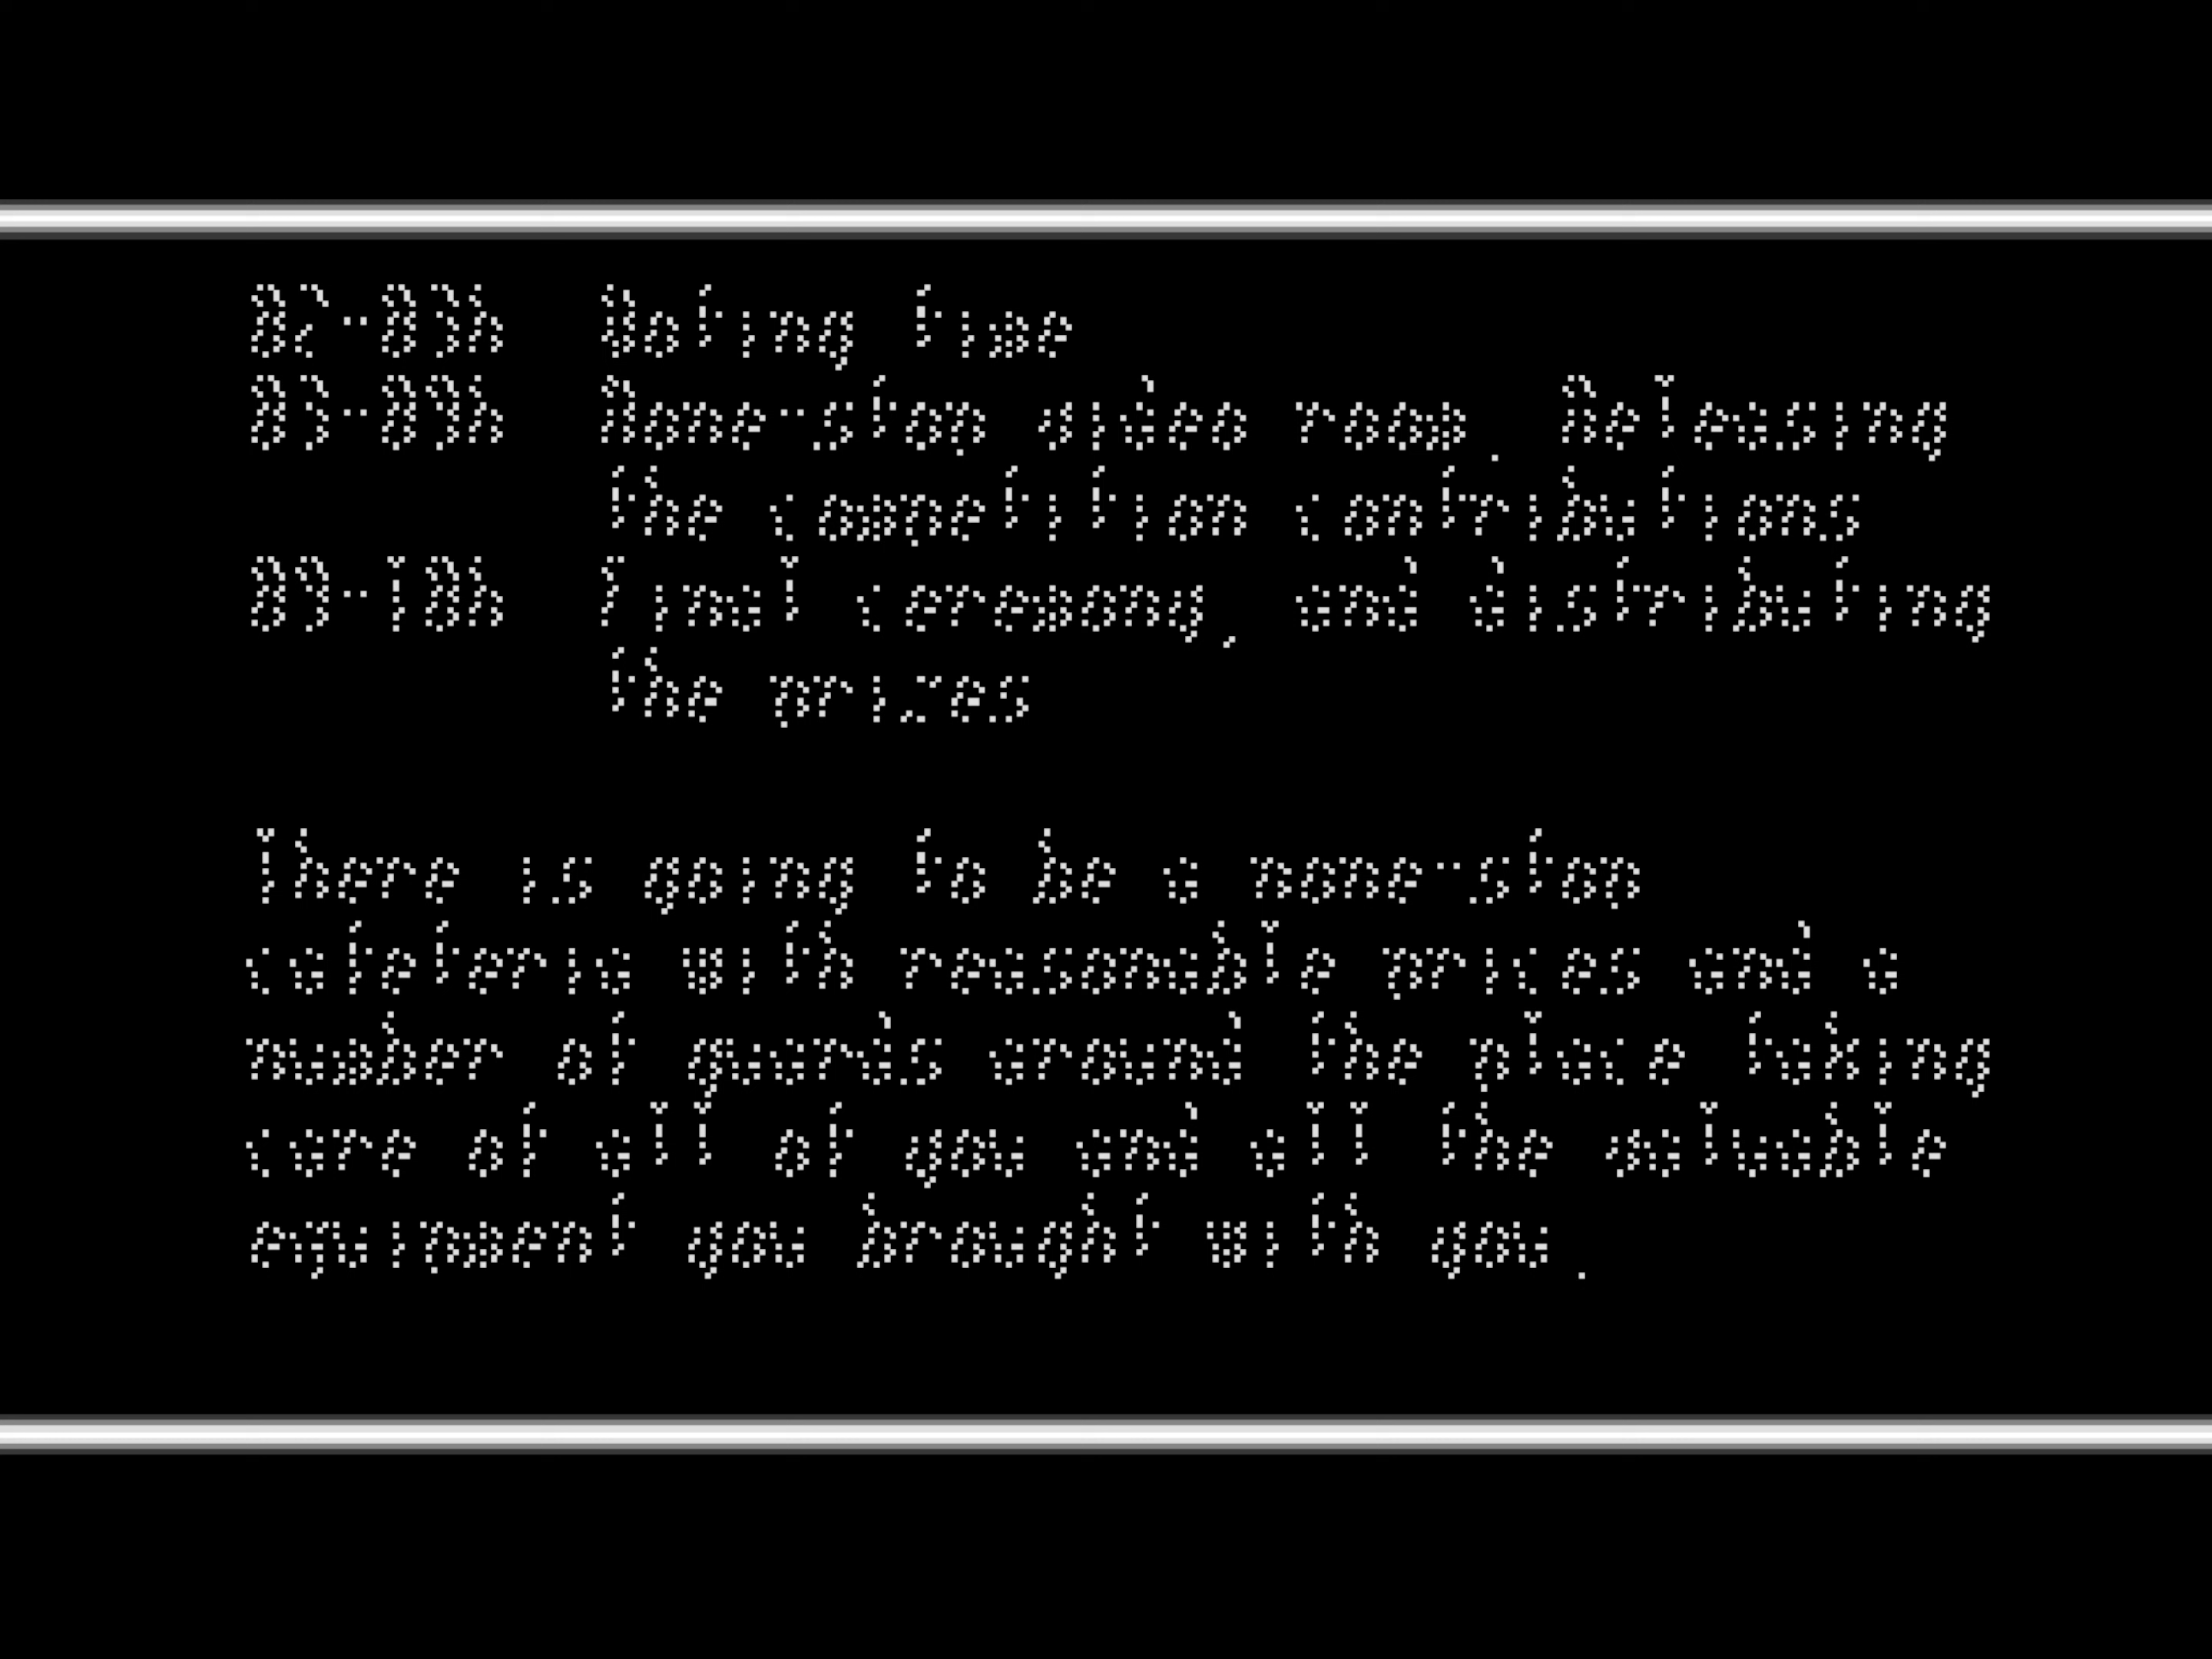 02-03h  Voting time
03-09h  None-stop video room. Releasing
the competition contributions
09-10h  Final ceremony, and distributing
the prizes
There is going to be a none-stop
cafeteria with reasonable prices and a
number of guards around the place taking
care of all of you and all the valuable
equipment you brought with you.